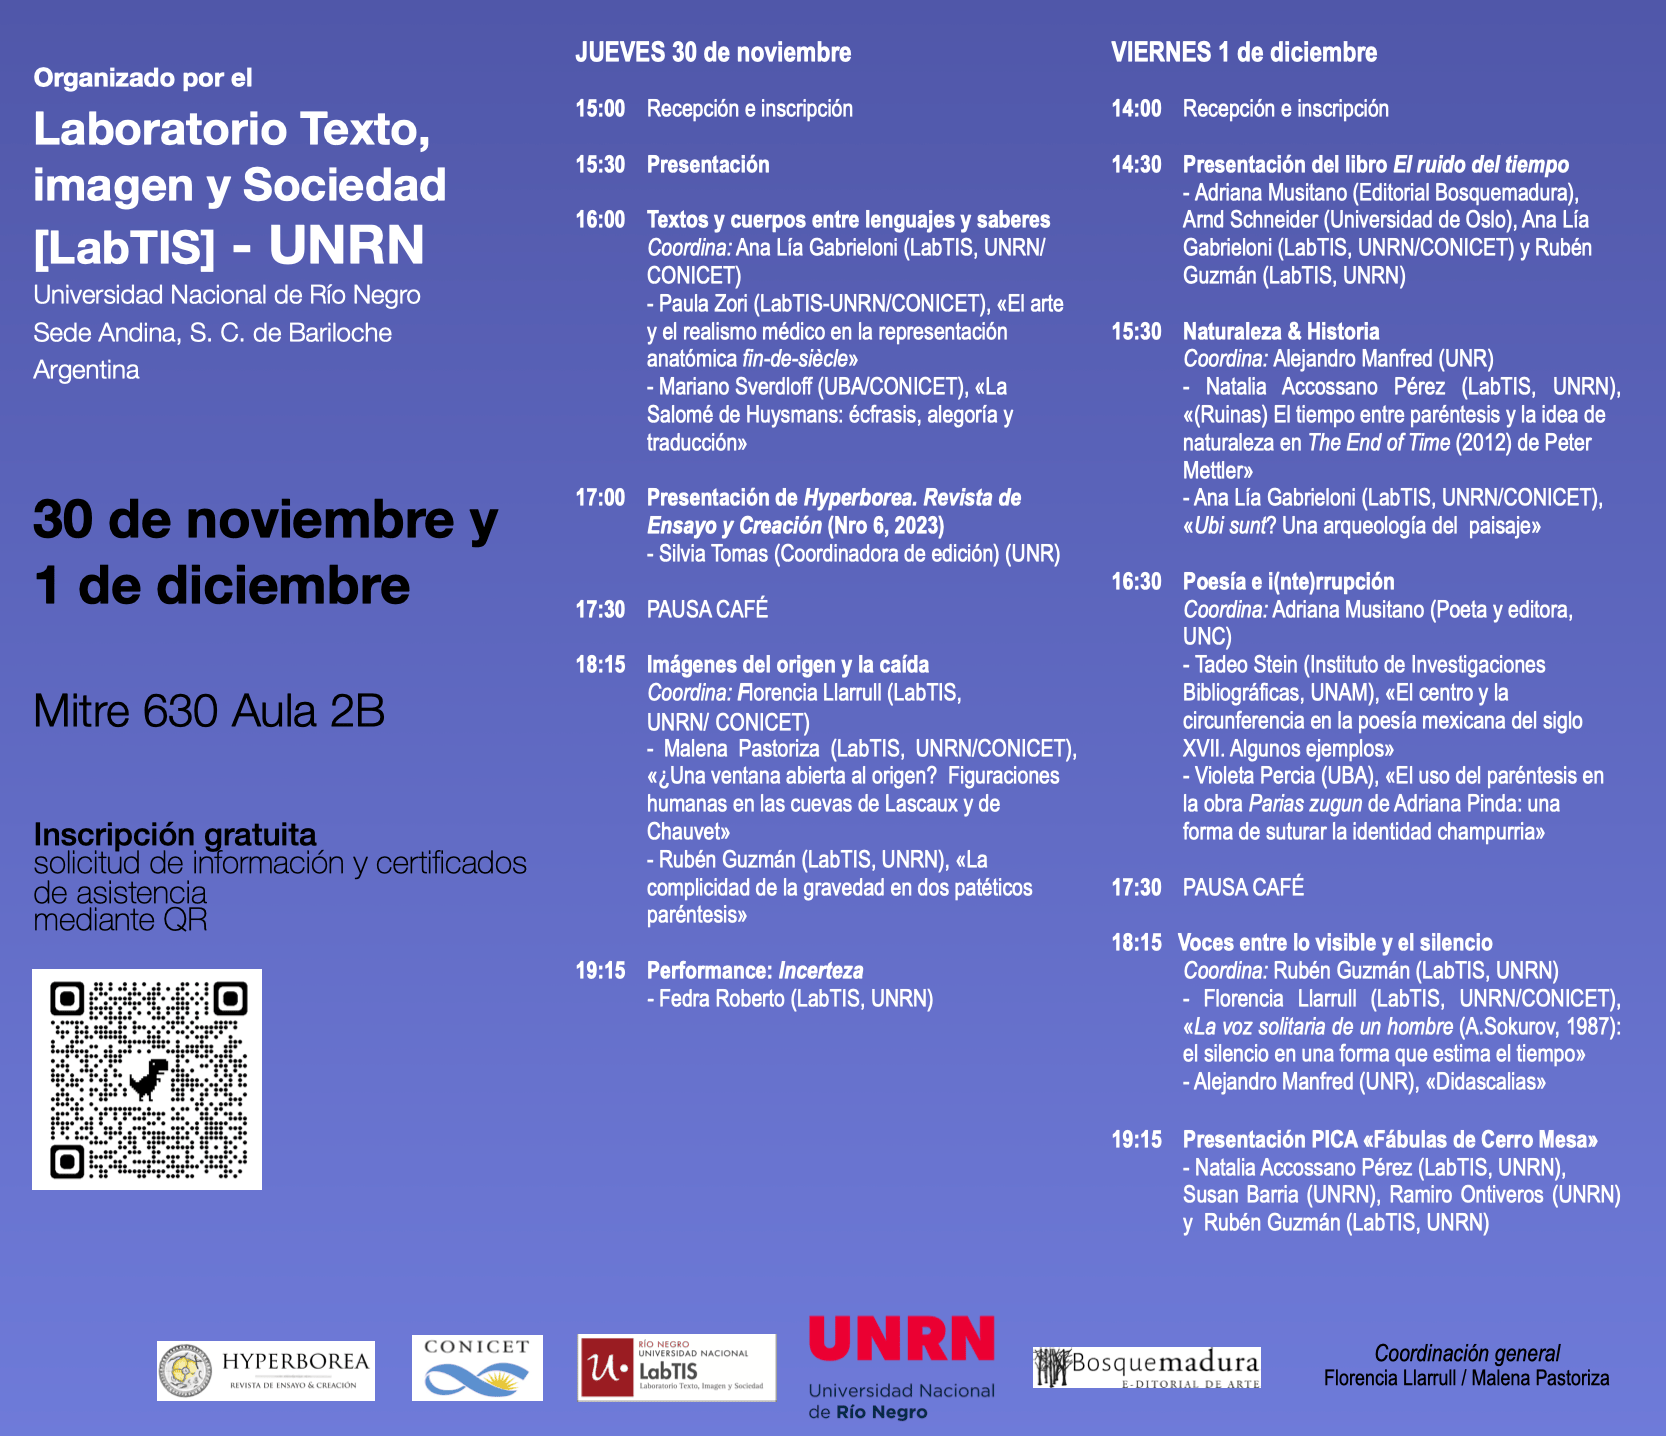 Organizado por el
Laboratorio Texto,
imagen y Sociedad
[LabTIS] - UNRN
Universidad Nacional de Río Negro
Sede Andina, S. C. de Bariloche
Argentina
30 de noviembre y
1 de diciembre
Mitre 630 Aula 2B
Inscripción gratuita
solicitud de información y certificados
de asistencia
mediante QR
JUEVES 30 de noviembre
15:00 Recepción e inscripción
15:30 Presentación
16:00 Textos y cuerpos entre lenguajes y saberes
Coordina: Ana Lía Gabrieloni (LabTIS, UNRN/
CONICET)
- Paula Zori (LabTIS-UNRN/CONICET), «El arte
y el realismo médico en la representación
anatómica fin-de-siècle»
- Mariano Sverdloff (UBA/CONICET), «La
Salomé de Huysmans: écfrasis, alegoría y
traducción»
17:00 Presentación de Hyperborea. Revista de
Ensayo y Creación (Nro 6, 2023)
- Silvia Tomas (Coordinadora de edición) (UNR)
17:30 PAUSA CAFÉ
18:15 Imágenes del origen y la caída
Coordina: Florencia Llarrull (LabTIS,
UNRN/ CONICET)
- Malena Pastoriza (LabTIS, UNRN/CONICET),
«¿Una ventana abierta al origen? Figuraciones
humanas en las cuevas de Lascaux y de
Chauvet»
- Rubén Guzmán (LabTIS, UNRN), «La
complicidad de la gravedad en dos patéticos
paréntesis»
19:15 Performance: Incerteza
- Fedra Roberto (LabTIS, UNRN)
VIERNES 1 de diciembre
14:00 Recepción e inscripción
14:30 Presentación del libro El ruido del tiempo
- Adriana Musitano (Editorial Bosquemadura),
Arnd Schneider (Universidad de Oslo), Ana Lía
Gabrieloni (LabTIS, UNRN/CONICET) y Rubén
Guzmán (LabTIS, UNRN)
15:30 Naturaleza & Historia
Coordina: Alejandro Manfred (UNR)
- Natalia Accossano Pérez (LabTIS, UNRN),
«(Ruinas) El tiempo entre paréntesis y la idea de
naturaleza en The End of Time (2012) de Peter
Mettler»
- Ana Lía Gabrieloni (LabTIS, UNRN/CONICET),
«Ubi sunt? Una arqueología del paisaje»
16:30 Poesía e i(nte)rrupción
Coordina: Adriana Musitano (Poeta y editora,
UNC)
- Tadeo Stein (Instituto de Investigaciones
Bibliográficas, UNAM), «El centro y la
circunferencia en la poesía mexicana del siglo
XVII. Algunos ejemplos»
- Violeta Percia (UBA), «El uso del paréntesis en
la obra Parias zugun de Adriana Pinda: una
forma de suturar la identidad champurria»
17:30 PAUSA CAFÉ
18:15 Voces entre lo visible y el silencio
Coordina: Rubén Guzmán (LabTIS, UNRN)
- Florencia Llarrull (LabTIS, UNRN/CONICET),
«La voz solitaria de un hombre (A.Sokurov, 1987):
el silencio en una forma que estima el tiempo»
- Alejandro Manfred (UNR), «Didascalias»
19:15 Presentación PICA «Fábulas de Cerro Mesa»
- Natalia Accossano Pérez (LabTIS, UNRN),
Susan Barria (UNRN), Ramiro Ontiveros (UNRN)
y Rubén Guzmán (LabTIS, UNRN)
HYPERBOREA
REVISTA DE ENSAYO & CREACIÓN
CONICET
RÍO NEGRO
UNIVERSIDAD NACIONAL
LabTIS
Laboratorio Texto, Imagen y Sociedad
UNRN
Universidad Nacional
de Río Negro
Bosquemadura
E-DITORIAL DE ARTE
Coordinación general
Florencia Llarrull / Malena Pastoriza